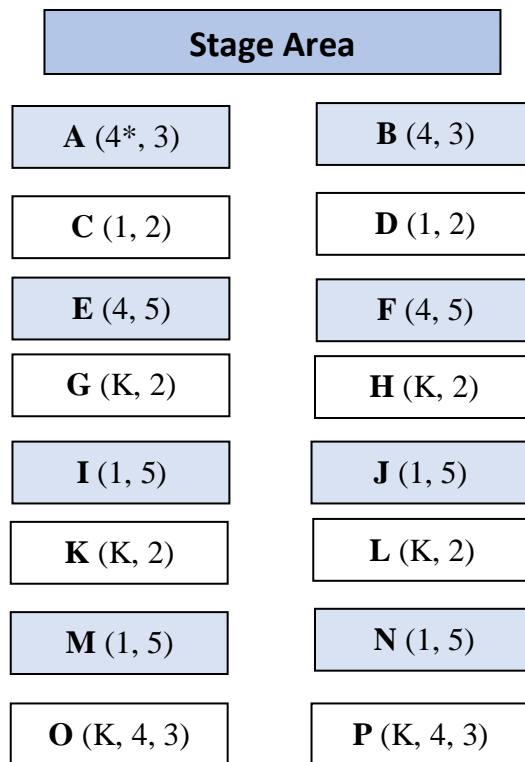 Stage Area
A (4*, 3)
B (4, 3)
C (1, 2)
D (1, 2)
E (4, 5)
F (4, 5)
G (K, 2)
H (K, 2)
I (1, 5)
J (1, 5)
K (K, 2)
L (K, 2)
M (1, 5)
N (1, 5)
O (K, 4, 3)
P (K, 4, 3)